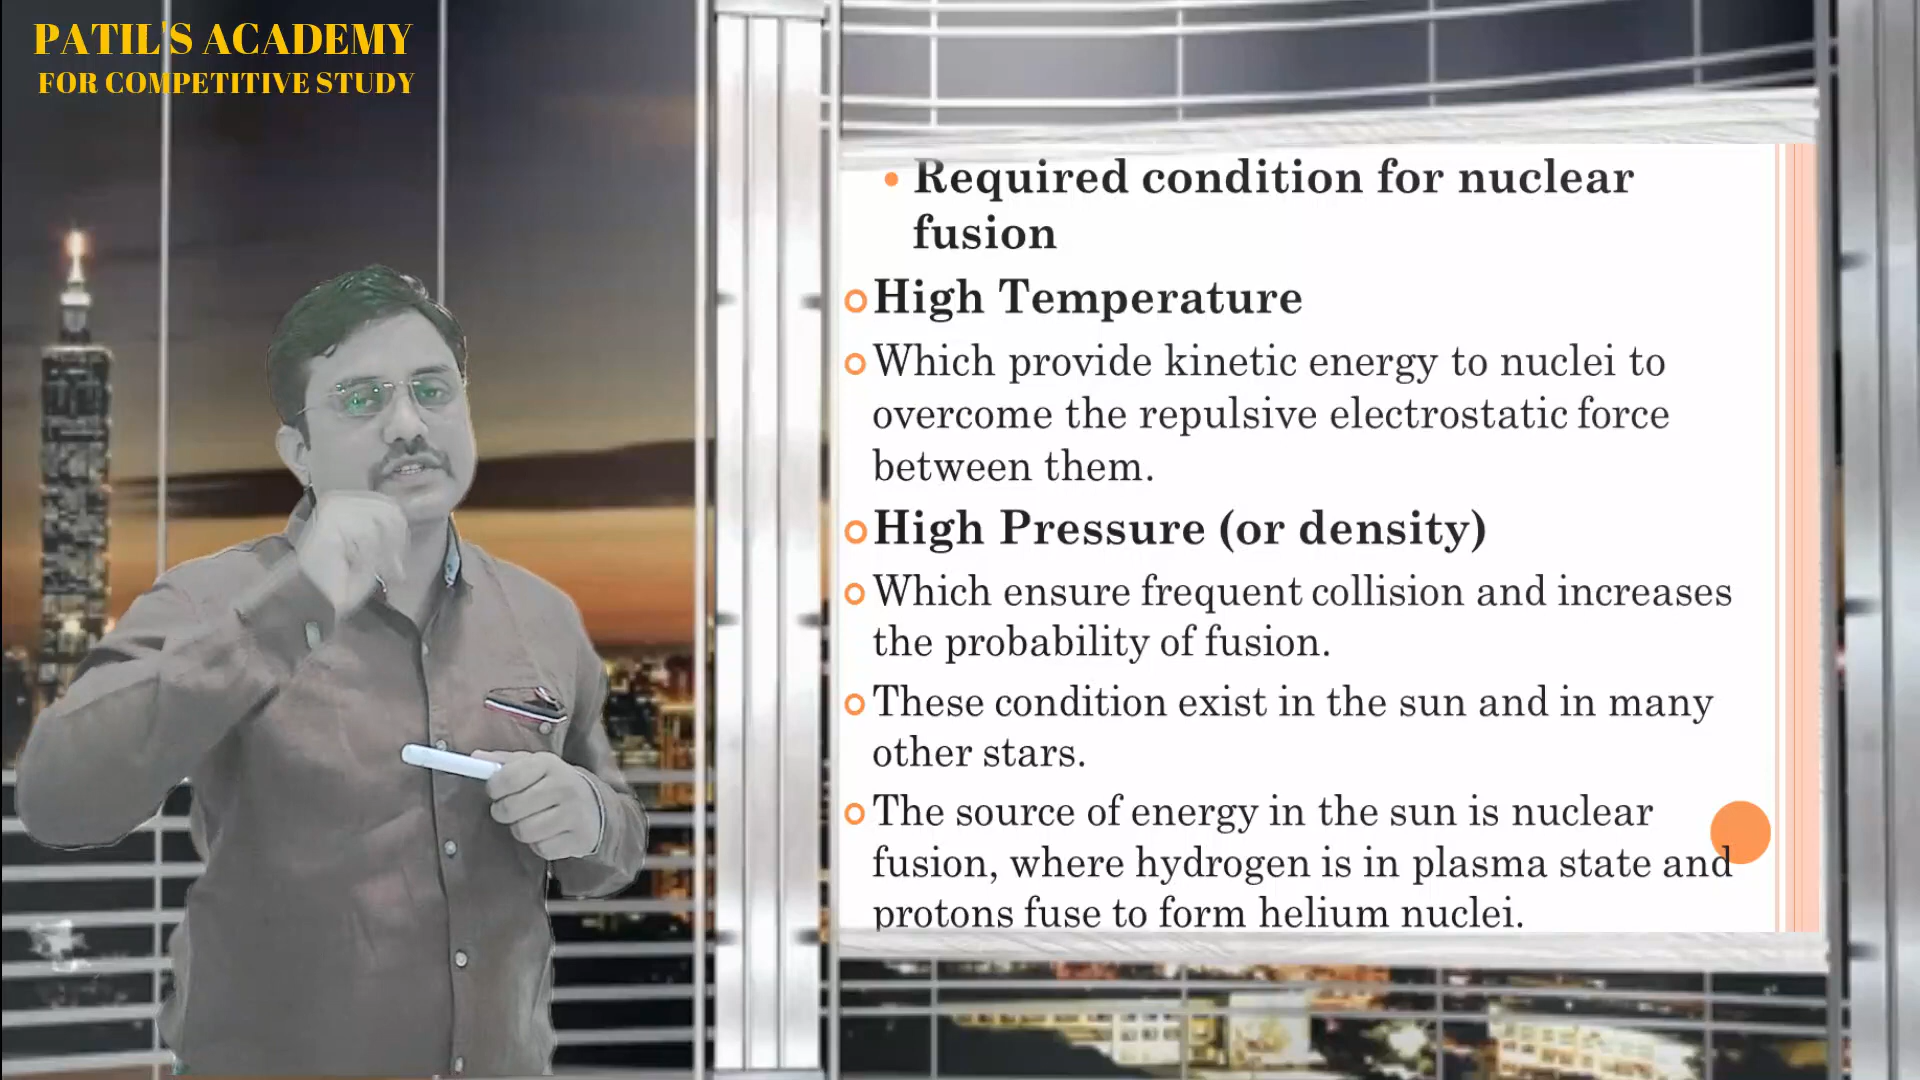 PATIL'S ACADEMY
FOR COMPETITIVE STUDY
Required condition for nuclear
fusion
High Temperature
Which provide kinetic energy to nuclei to
overcome the repulsive electrostatic force
between them.
High Pressure (or density)
Which ensure frequent collision and increases
the probability of fusion.
These condition exist in the sun and in many
other stars.
The source of energy in the sun is nuclear
fusion, where hydrogen is in plasma state and
protons fuse to form helium nuclei.